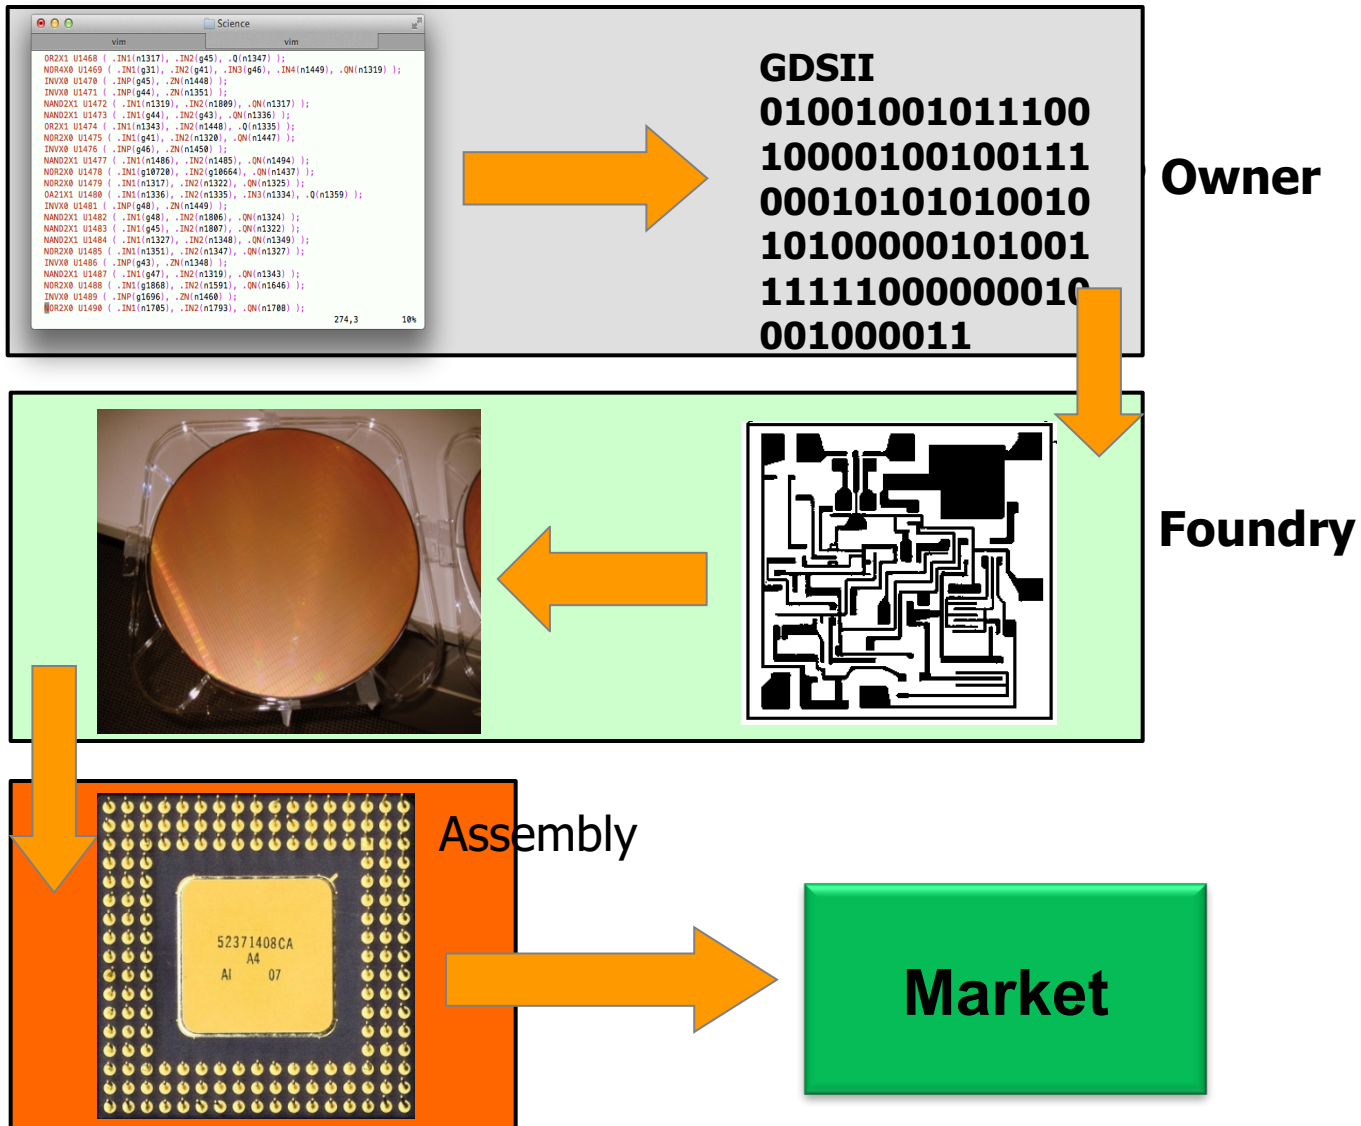 Science
vim vim
OR2X1 U1468 ( .IN1(n1317), .IN2(g45), .Q(n1347) );
NOR4X0 U1469 ( .IN1(g31), .IN2(g41), .IN3(g46), .IN4(n1449), .QN(n1319) );
INVX0 U1470 ( .INP(g45), .ZN(n1448) );
INVX0 U1471 ( .INP(g44), .ZN(n1351) );
NAND2X1 U1472 ( .IN1(n1319), .IN2(n1809), .QN(n1317) );
NAND2X1 U1473 ( .IN1(g44), .IN2(g43), .QN(n1336) );
OR2X1 U1474 ( .IN1(n1343), .IN2(n1448), .Q(n1335) );
NOR2X0 U1475 ( .IN1(g41), .IN2(n1320), .QN(n1447) );
INVX0 U1476 ( .INP(g46), .ZN(n1450) );
NAND2X1 U1477 ( .IN1(n1486), .IN2(n1485), .QN(n1494) );
NOR2X0 U1478 ( .IN1(g10720), .IN2(g10664), .QN(n1437) );
NOR2X0 U1479 ( .IN1(n1317), .IN2(n1322), .QN(n1325) );
OA21X1 U1480 ( .IN1(n1336), .IN2(n1335), .IN3(n1334), .Q(n1359) );
INVX0 U1481 ( .INP(g48), .ZN(n1449) );
NAND2X1 U1482 ( .IN1(g48), .IN2(n1806), .QN(n1324) );
NAND2X1 U1483 ( .IN1(g45), .IN2(n1807), .QN(n1322) );
NAND2X1 U1484 ( .IN1(n1327), .IN2(n1348), .QN(n1349) );
NOR2X0 U1485 ( .IN1(n1351), .IN2(n1347), .QN(n1327) );
INVX0 U1486 ( .INP(g43), .ZN(n1348) );
NAND2X1 U1487 ( .IN1(g47), .IN2(n1319), .QN(n1343) );
NOR2X0 U1488 ( .IN1(g1868), .IN2(n1591), .QN(n1646) );
INVX0 U1489 ( .INP(g1696), .ZN(n1460) );
NOR2X0 U1490 ( .IN1(n1705), .IN2(n1793), .QN(n1708) );
274,3 10%
GDSII
01001001011100
10000100100111
00010101010010
10100000101001
11111000000010
001000011
Owner
Foundry
Assembly
52371408CA
A4
AI 07
Market